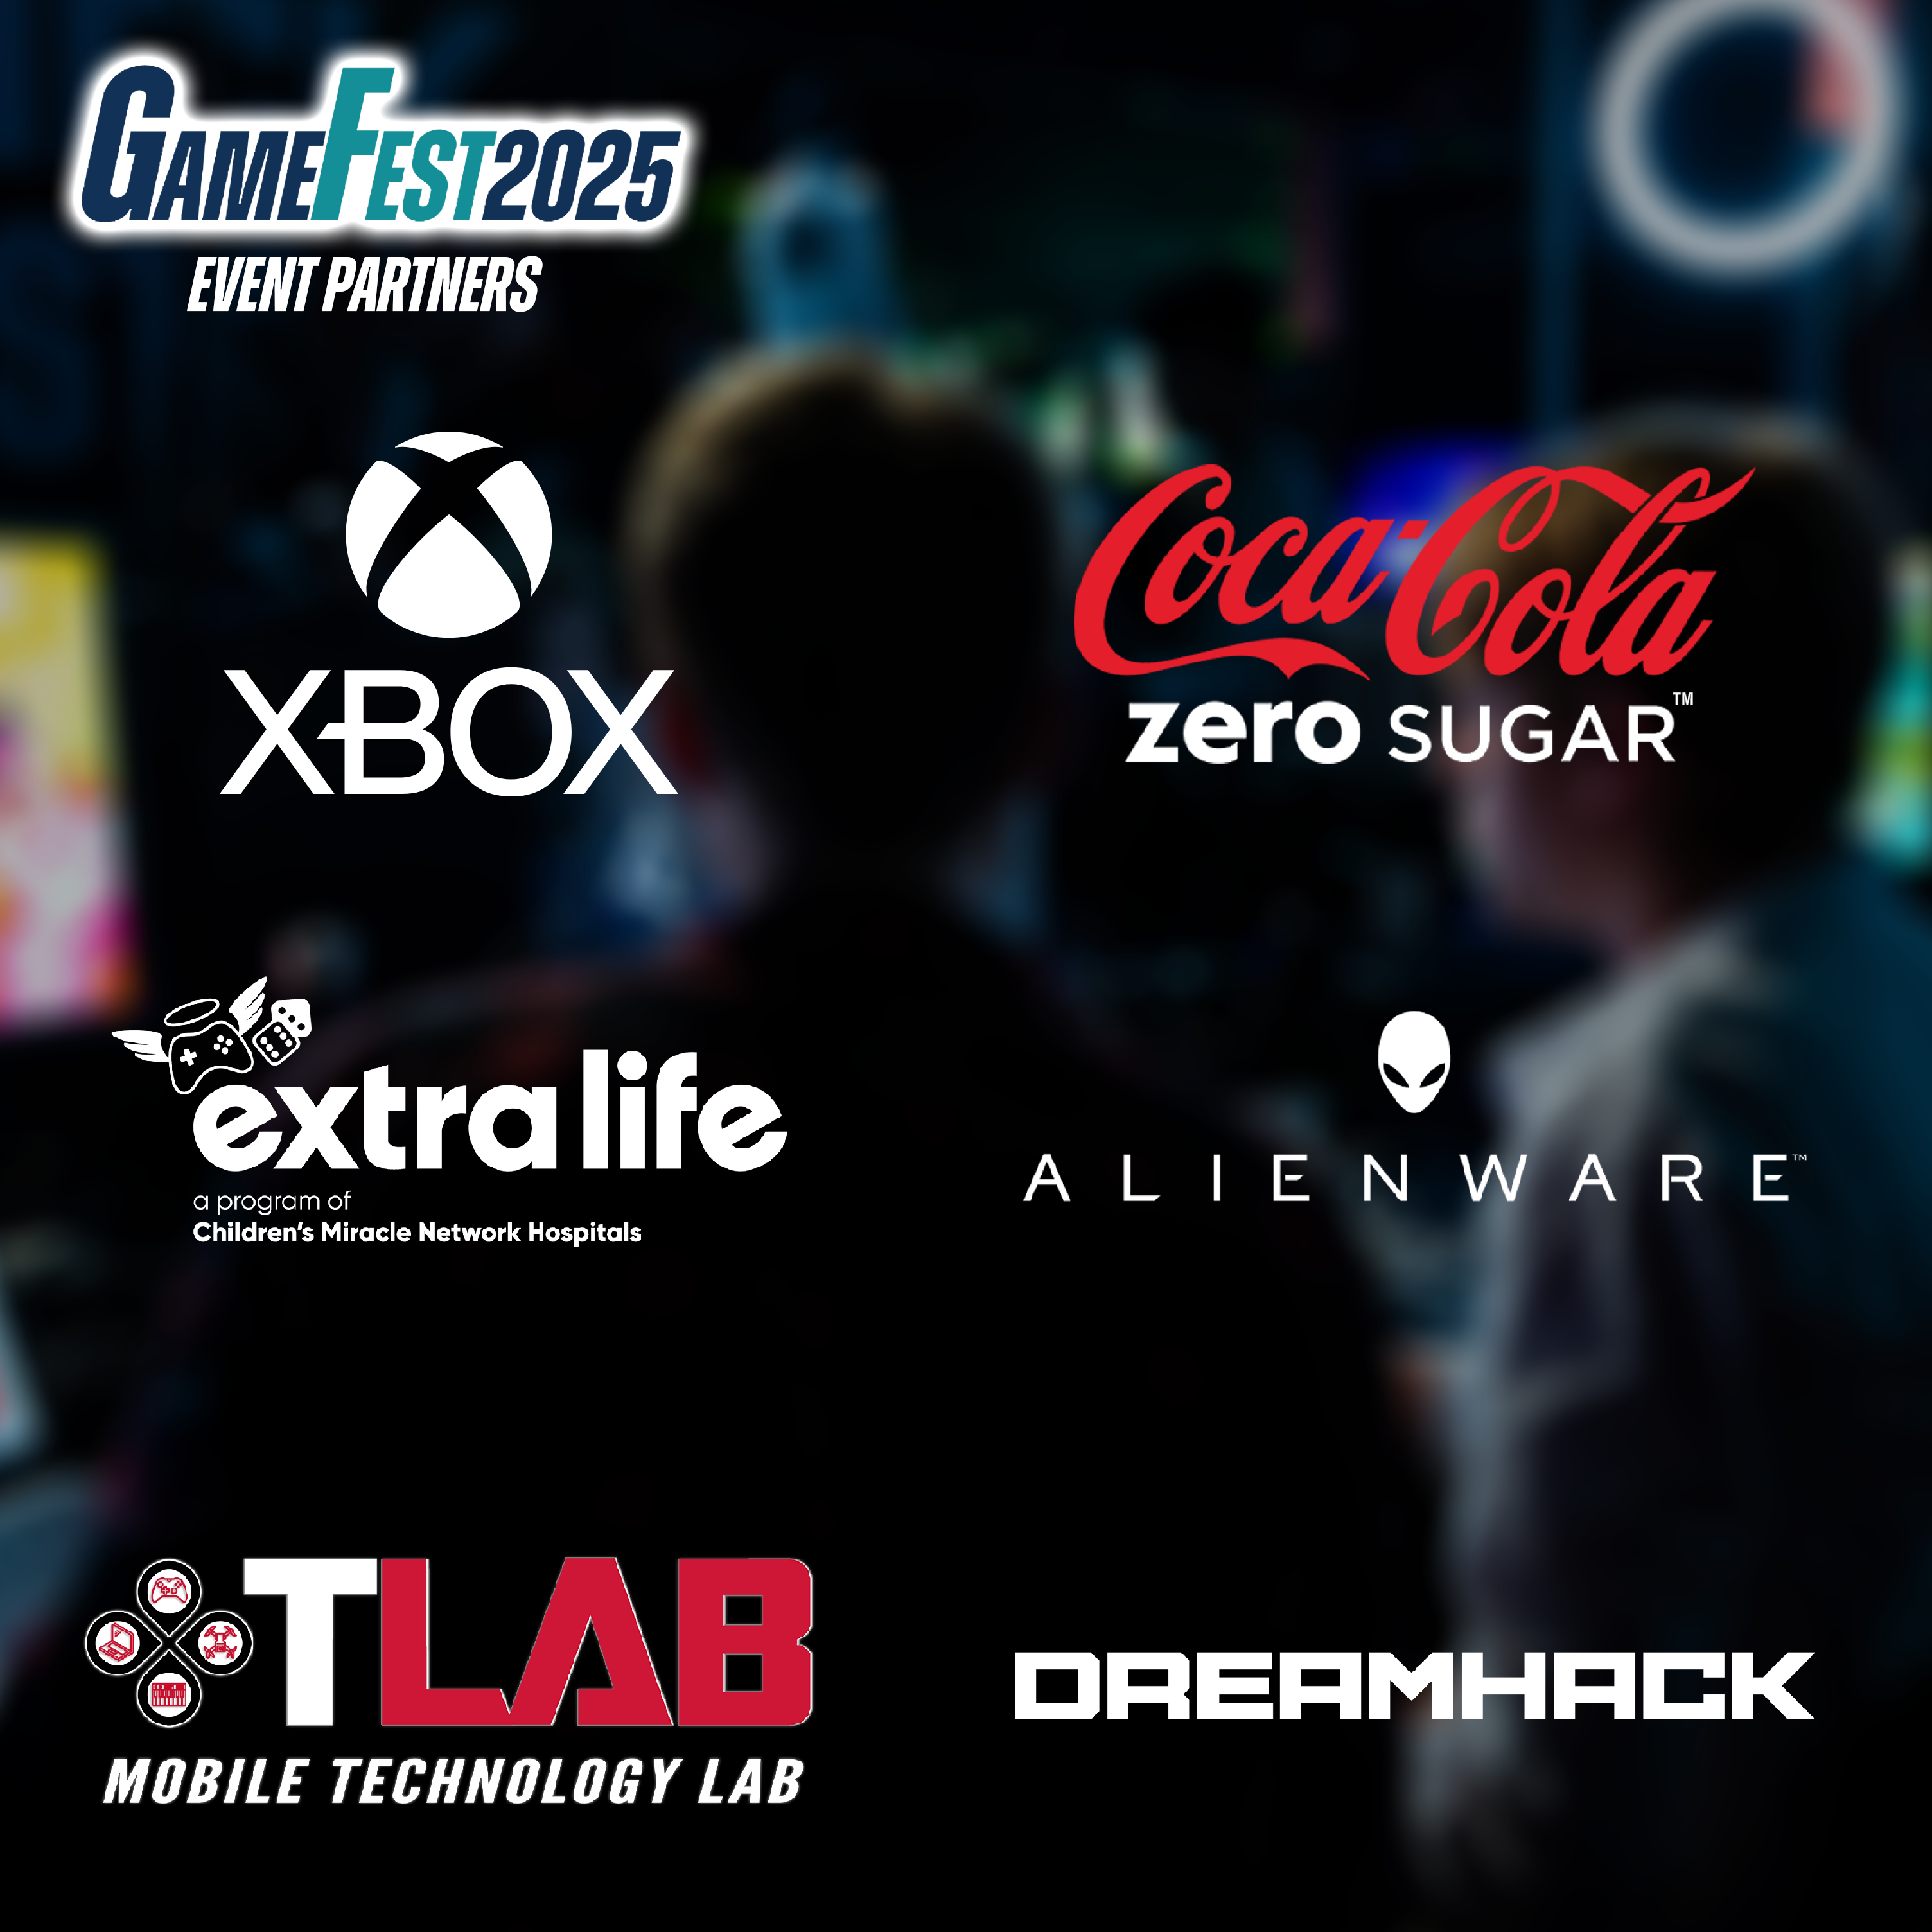 GAMEFEST2025
EVENT PARTNERS
XBOX
Coca-Cola
zero SUGAR™
extra life
a program of
Children's Miracle Network Hospitals
ALIENWARE™
TLAB
MOBILE TECHNOLOGY LAB
DREAMHACK